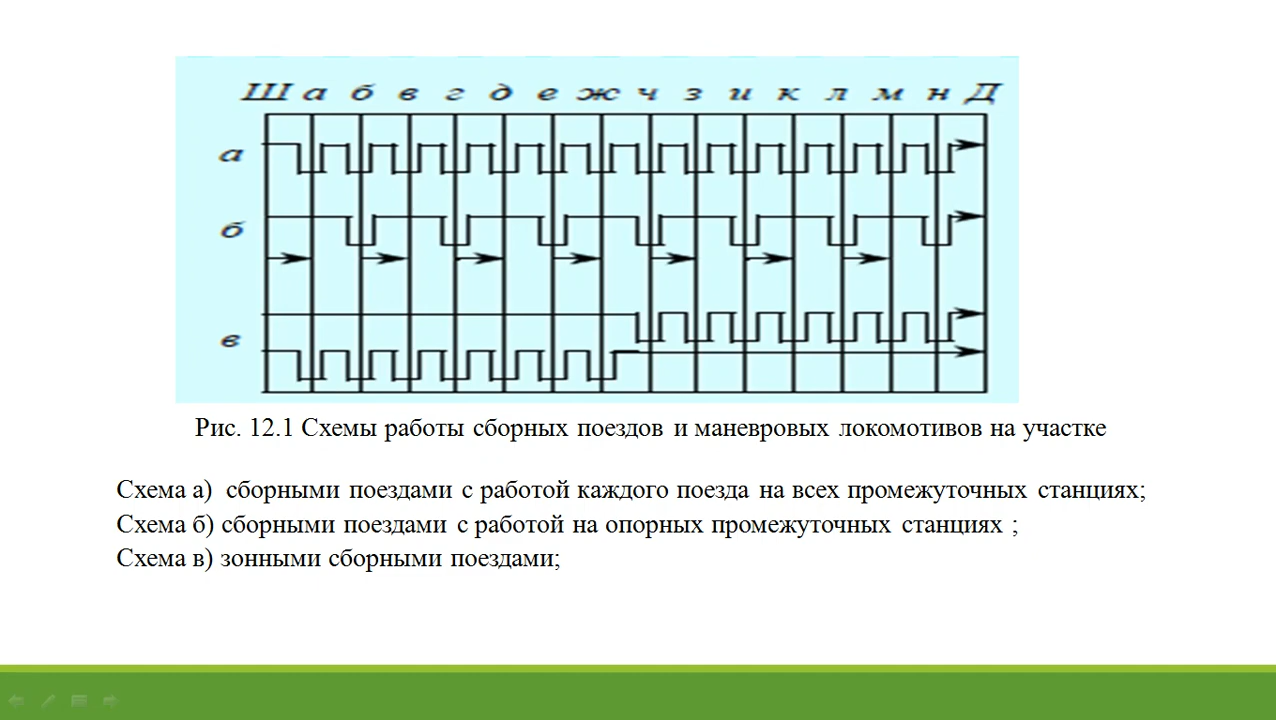 Ш а б в г д е ж ч з и к л м н Д
а
б
в
Рис. 12.1 Схемы работы сборных поездов и маневровых локомотивов на участке
Схема а) сборными поездами с работой каждого поезда на всех промежуточных станциях;
Схема б) сборными поездами с работой на опорных промежуточных станциях ;
Схема в) зонными сборными поездами;